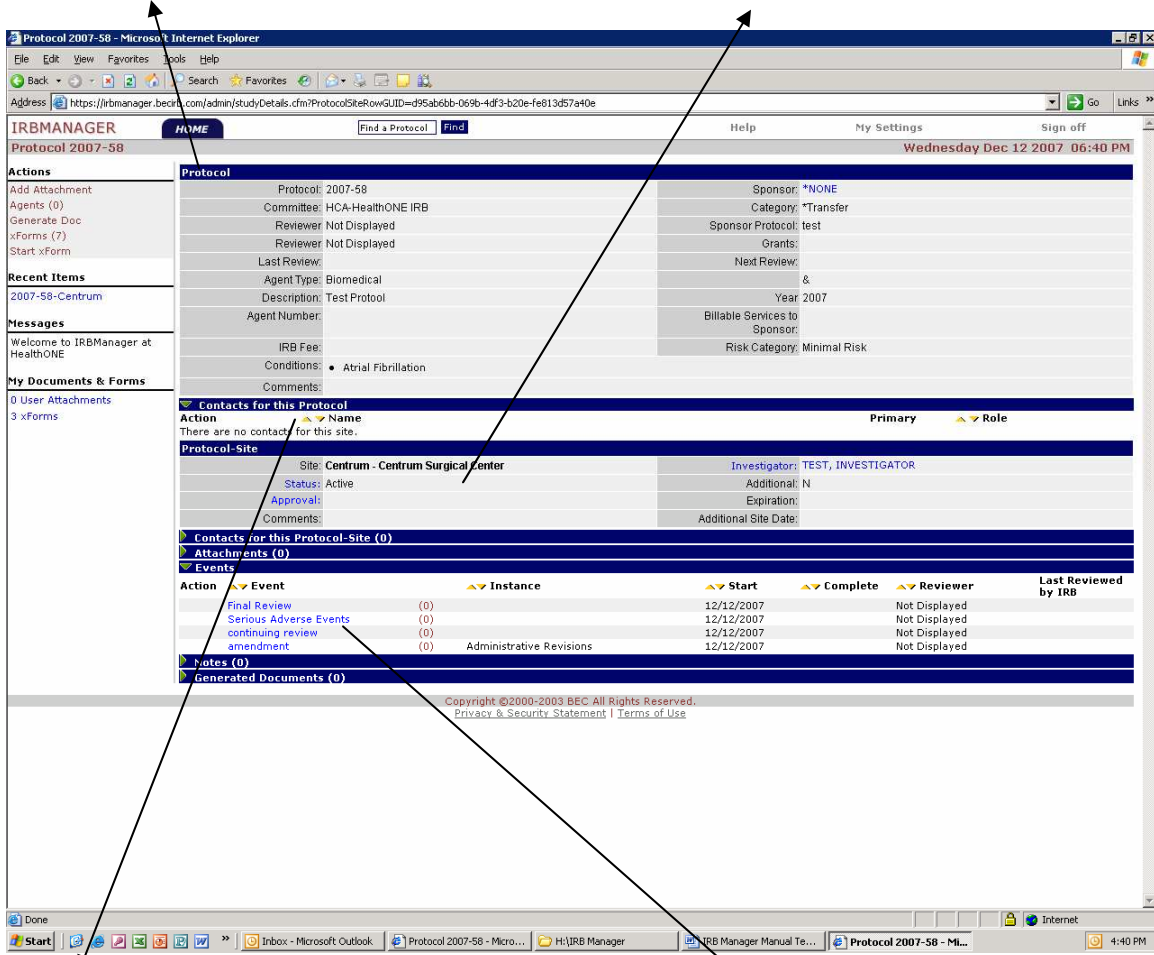 Protocol 2007-58 - Microsoft Internet Explorer
File Edit View Favorites Tools Help
Back Search Favorites
Address https://irbmanager.becirb.com/admin/studyDetails.cfm?ProtocolSiteRowGUID=d95ab6bb-069b-4df3-b20e-fe813d57a40e Go Links »
IRBMANAGER HOME Find a Protocol Find Help My Settings Sign off
Protocol 2007-58 Wednesday Dec 12 2007 06:40 PM
Actions
Add Attachment
Agents (0)
Generate Doc
xForms (7)
Start xForm
Recent Items
2007-58-Centrum
Messages
Welcome to IRBManager at
HealthONE
My Documents & Forms
0 User Attachments
3 xForms
Protocol
Protocol: 2007-58 Sponsor: *NONE
Committee: HCA-HealthONE IRB Category: *Transfer
Reviewer Not Displayed Sponsor Protocol: test
Reviewer Not Displayed Grants:
Last Review: Next Review:
Agent Type: Biomedical &
Description: Test Protool Year 2007
Agent Number: Billable Services to
Sponsor:
IRB Fee: Risk Category: Minimal Risk
Conditions: • Atrial Fibrillation
Comments:
Contacts for this Protocol
Action Name Primary Role
There are no contacts for this site.
Protocol-Site
Site: Centrum - Centrum Surgical Center Investigator: TEST, INVESTIGATOR
Status: Active Additional: N
Approval: Expiration:
Comments: Additional Site Date:
Contacts for this Protocol-Site (0)
Attachments (0)
Events
Action Event Instance Start Complete Reviewer Last Reviewed
by IRB
Final Review (0) 12/12/2007 Not Displayed
Serious Adverse Events (0) 12/12/2007 Not Displayed
continuing review (0) 12/12/2007 Not Displayed
amendment (0) Administrative Revisions 12/12/2007 Not Displayed
Notes (0)
Generated Documents (0)
Copyright ©2000-2003 BEC All Rights Reserved.
Privacy & Security Statement | Terms of Use
Done Internet
Start » Inbox - Microsoft Outlook Protocol 2007-58 - Micro... H:\IRB Manager IRB Manager Manual Te... Protocol 2007-58 - Mi... 4:40 PM